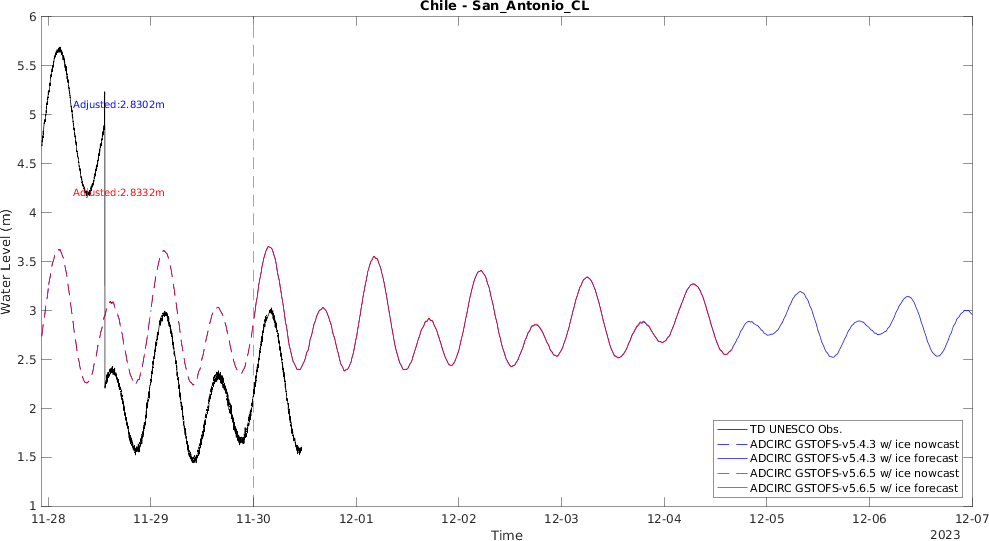 Chile - San_Antonio_CL
6
5.5
5
4.5
4
3.5
3
2.5
2
1.5
1
Water Level (m)
Adjusted:2.8302m
Adjusted:2.8332m
TD UNESCO Obs.
ADCIRC GSTOFS-v5.4.3 w/ ice nowcast
ADCIRC GSTOFS-v5.4.3 w/ ice forecast
ADCIRC GSTOFS-v5.6.5 w/ ice nowcast
ADCIRC GSTOFS-v5.6.5 w/ ice forecast
11-28 11-29 11-30 12-01 12-02 12-03 12-04 12-05 12-06 12-07
Time
2023